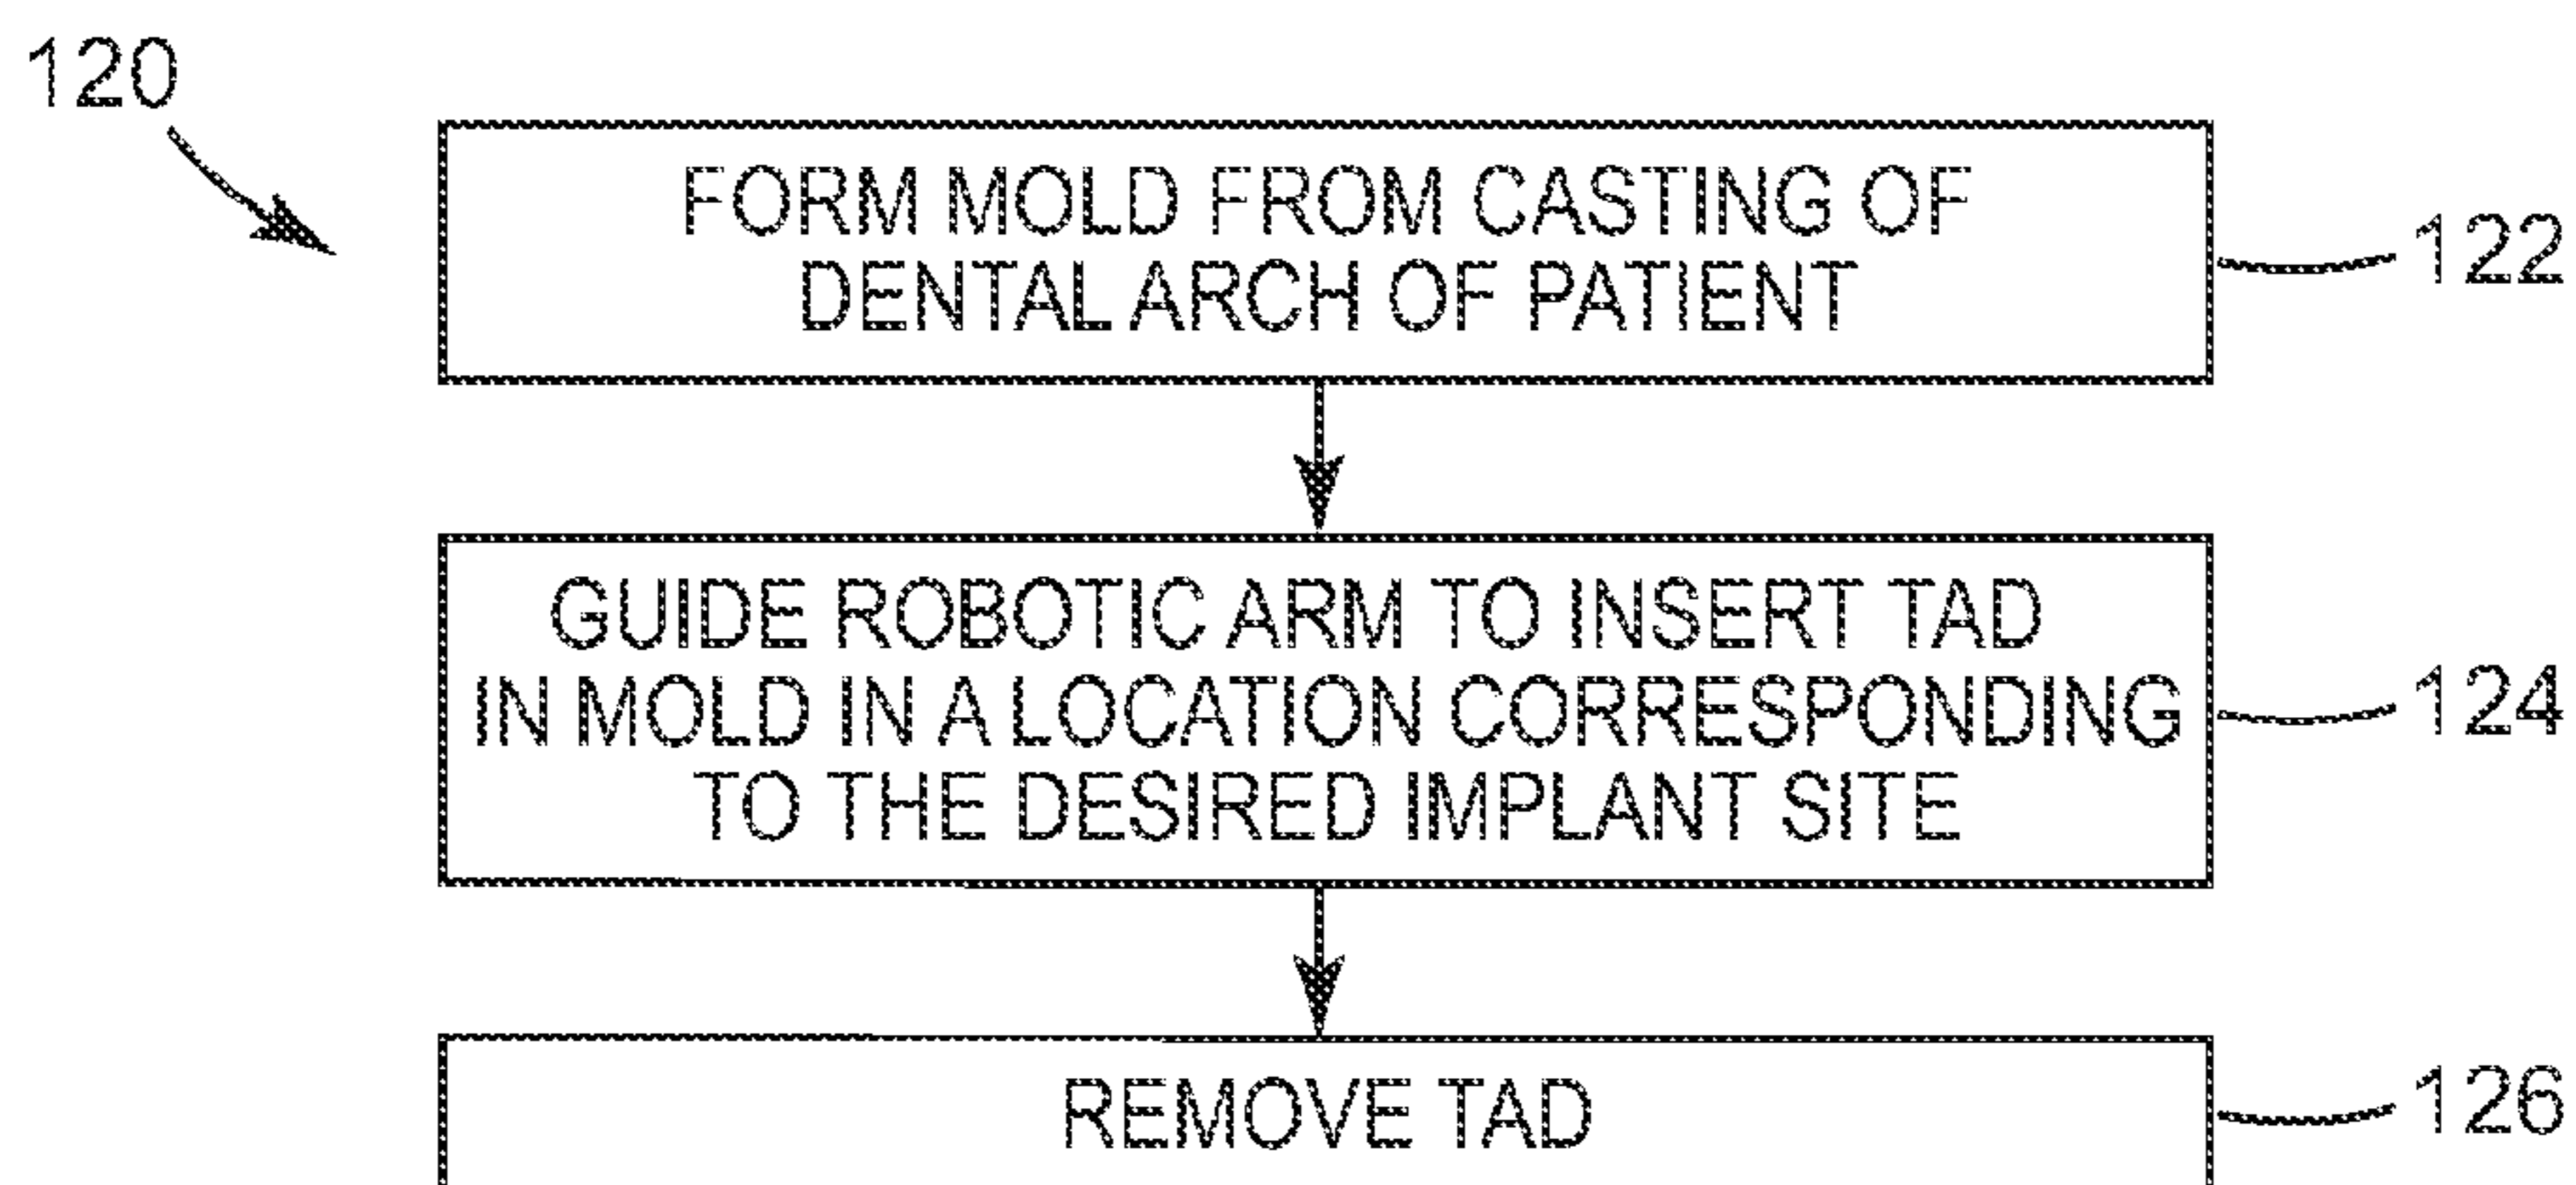 120
FORM MOLD FROM CASTING OF
DENTAL ARCH OF PATIENT
122
GUIDE ROBOTIC ARM TO INSERT TAD
IN MOLD IN A LOCATION CORRESPONDING
TO THE DESIRED IMPLANT SITE
124
REMOVE TAD
126